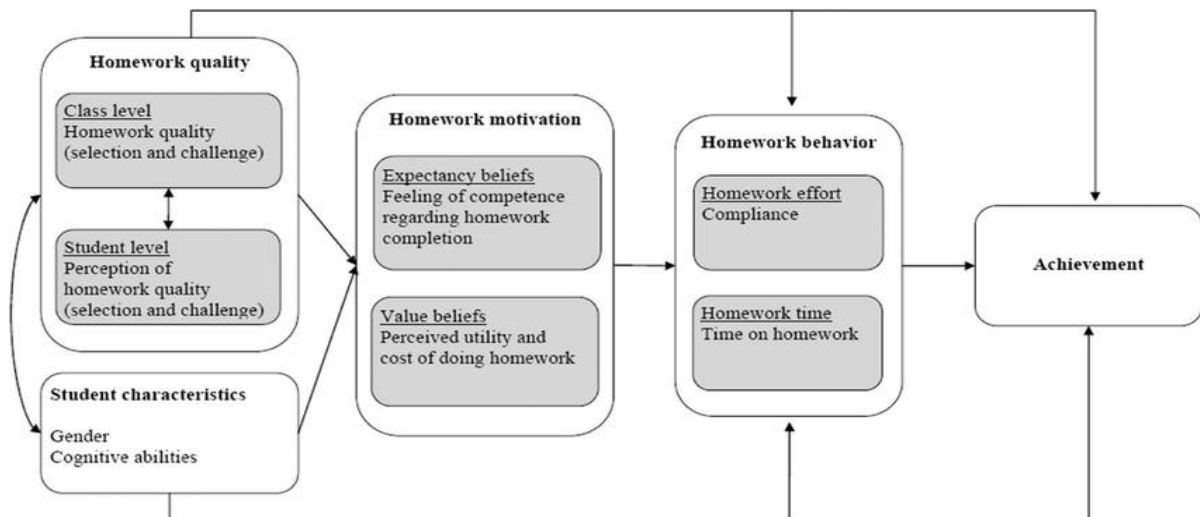 Homework quality
Class level
Homework quality
(selection and challenge)
Student level
Perception of
homework quality
(selection and challenge)
Student characteristics
Gender
Cognitive abilities
Homework motivation
Expectancy beliefs
Feeling of competence
regarding homework
completion
Value beliefs
Perceived utility and
cost of doing homework
Homework behavior
Homework effort
Compliance
Homework time
Time on homework
Achievement